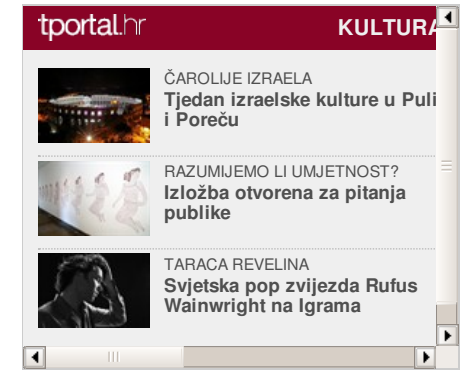 tportal.hr
KULTURA
ČAROLIJE IZRAELA
Tjedan izraelske kulture u Puli
i Poreču
RAZUMIJEMO LI UMJETNOST?
Izložba otvorena za pitanja
publike
TARACA REVELINA
Svjetska pop zvijezda Rufus
Wainwright na Igrama